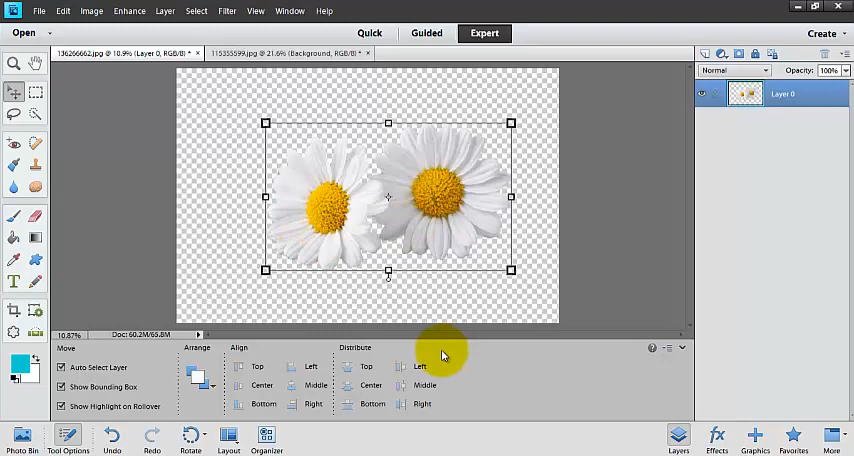 File Edit Image Enhance Layer Select Filter View Window Help
Open Quick Guided Expert Create
136266662.jpg @ 10.9% (Layer 0, RGB/8) * × 115355599.jpg @ 21.6% (Background, RGB/8) * ×
Normal Opacity: 100%
Layer 0
10.87% Doc: 60.2M/65.8M
Move Arrange Align Distribute
Auto Select Layer Top Left Top Left
Show Bounding Box Center Middle Center Middle
Show Highlight on Rollover Bottom Right Bottom Right
Photo Bin Tool Options Undo Redo Rotate Layout Organizer Layers Effects Graphics Favorites More